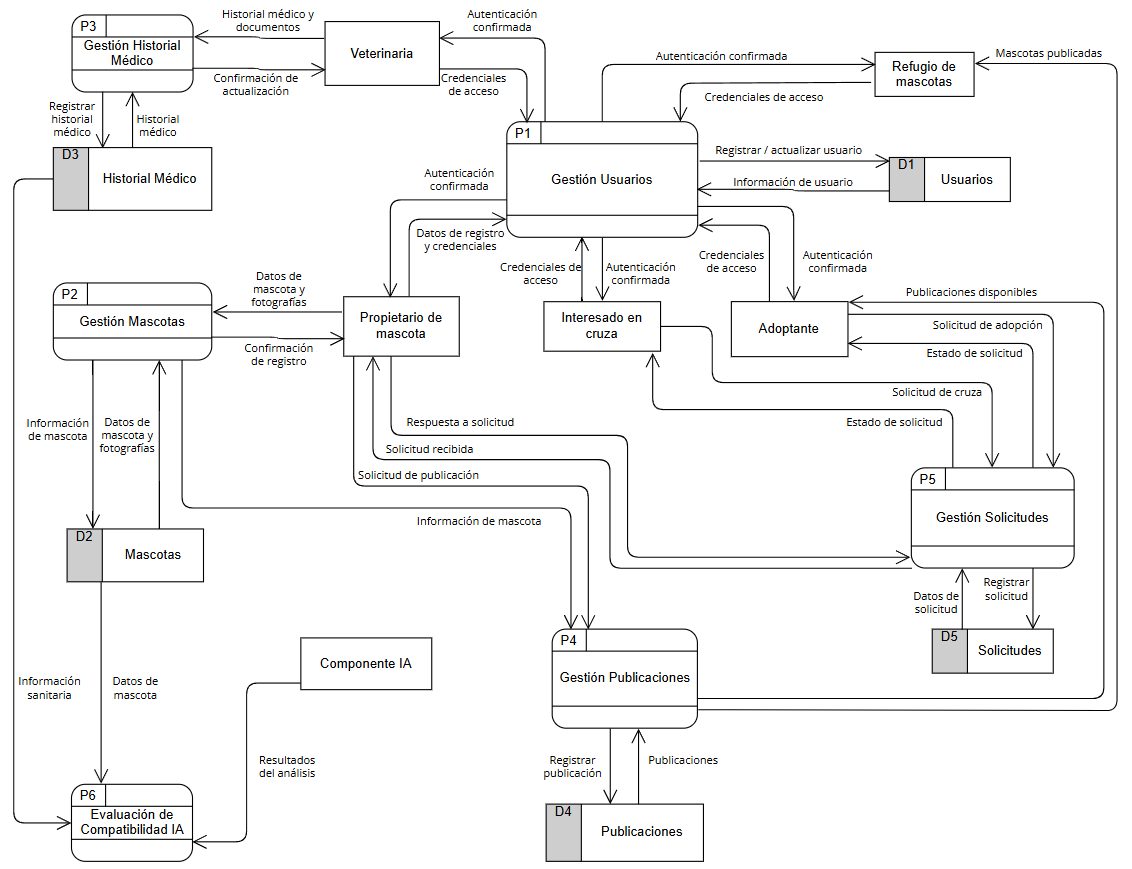 P3
Gestión Historial
Médico
Historial médico y
documentos
Confirmación de
actualización
Veterinaria
Autenticación
confirmada
Credenciales
de acceso
Autenticación confirmada
Credenciales de acceso
Refugio de
mascotas
Mascotas publicadas
Registrar
historial
médico
Historial
médico
D3
Historial Médico
P1
Gestión Usuarios
Registrar / actualizar usuario
Información de usuario
D1
Usuarios
Autenticación
confirmada
Datos de registro
y credenciales
Credenciales de
acceso
Autenticación
confirmada
Credenciales
de acceso
Autenticación
confirmada
P2
Gestión Mascotas
Datos de
mascota y
fotografías
Confirmación
de registro
Propietario de
mascota
Interesado en
cruza
Adoptante
Publicaciones disponibles
Solicitud de adopción
Estado de solicitud
Solicitud de cruza
Estado de solicitud
Información
de mascota
Datos de
mascota y
fotografías
Respuesta a solicitud
Solicitud recibida
Solicitud de publicación
Información de mascota
P5
Gestión Solicitudes
D2
Mascotas
Datos de
solicitud
Registrar
solicitud
D5
Solicitudes
Componente IA
P4
Gestión Publicaciones
Información
sanitaria
Datos de
mascota
Resultados
del análisis
Registrar
publicación
Publicaciones
P6
Evaluación de
Compatibilidad IA
D4
Publicaciones